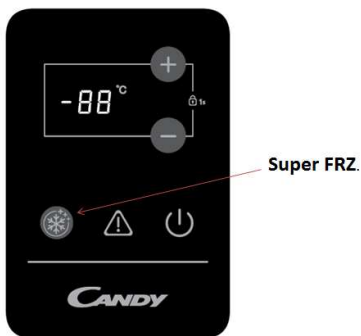 +
-88 °C
1s
−
Super FRZ.
CANDY